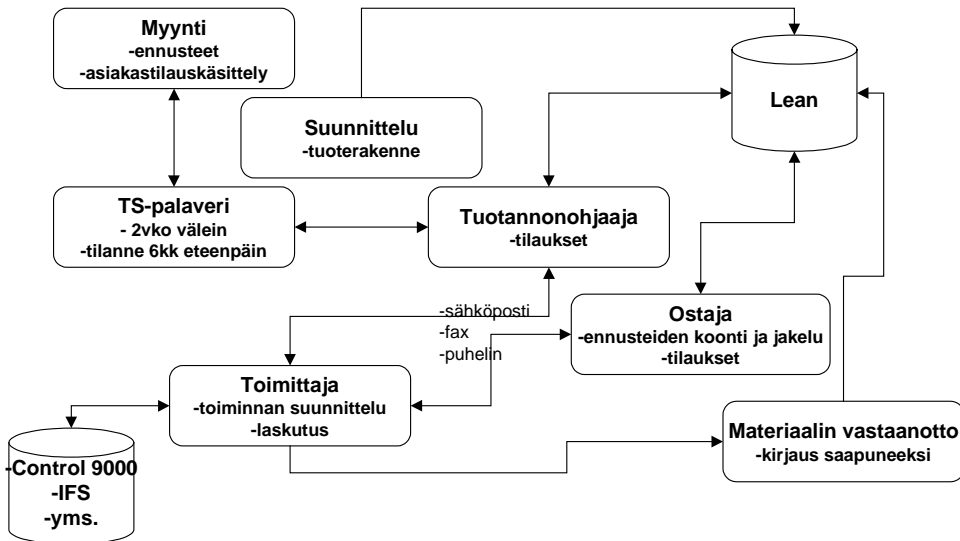 Myynti
-ennusteet
-asiakastilauskäsittely
Lean
Suunnittelu
-tuoterakenne
TS-palaveri
- 2vko välein
-tilanne 6kk eteenpäin
Tuotannonohjaaja
-tilaukset
-sähköposti
-fax
-puhelin
Ostaja
-ennusteiden koonti ja jakelu
-tilaukset
Toimittaja
-toiminnan suunnittelu
-laskutus
Materiaalin vastaanotto
-kirjaus saapuneeksi
-Control 9000
-IFS
-yms.